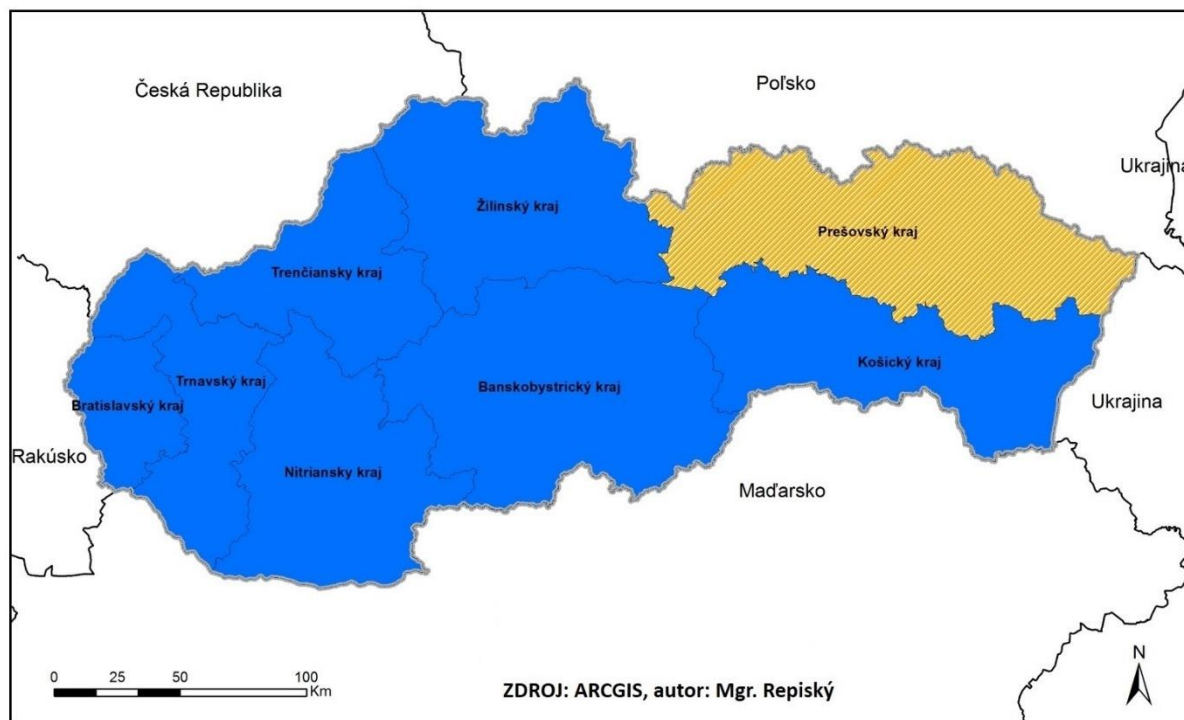 Česká Republika
Poľsko
Ukrajina
Žilinský kraj
Prešovský kraj
Trenčiansky kraj
Košický kraj
Trnavský kraj
Banskobystrický kraj
Bratislavský kraj
Ukrajina
Rakúsko
Nitriansky kraj
Maďarsko
N
0 25 50 100
Km
ZDROJ: ARCGIS, autor: Mgr. Repiský